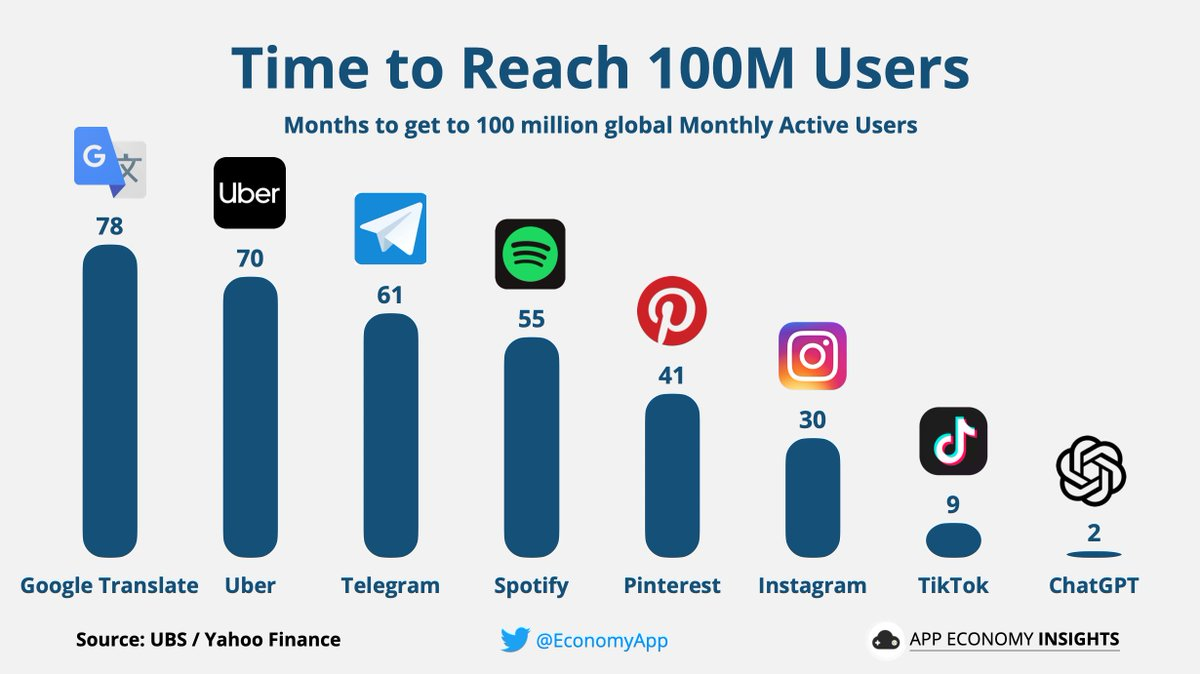 Time to Reach 100M Users
Months to get to 100 million global Monthly Active Users
G 文
Uber
78
70
61
55
41
30
9
2
Google Translate
Uber
Telegram
Spotify
Pinterest
Instagram
TikTok
ChatGPT
Source: UBS / Yahoo Finance
@EconomyApp
APP ECONOMY INSIGHTS